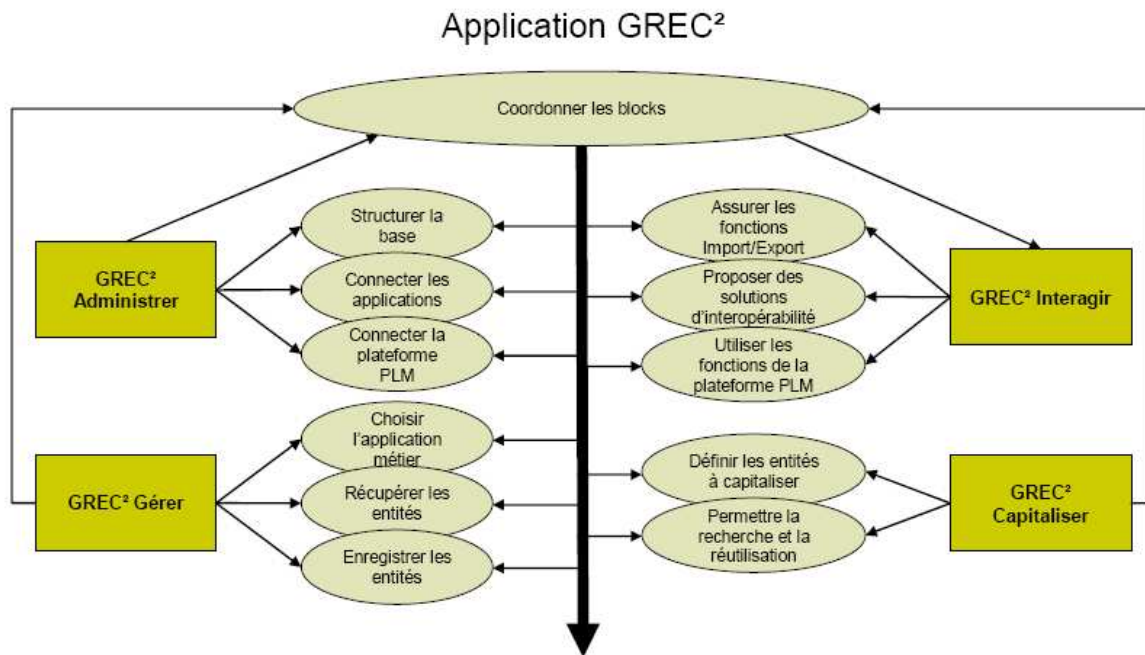 Application GREC²
Coordonner les blocks
Structurer la
base
Assurer les
fonctions
Import/Export
GREC²
Administrer
Connecter les
applications
Proposer des
solutions
d'interopérabilité
GREC² Interagir
Connecter la
plateforme
PLM
Utiliser les
fonctions de la
plateforme PLM
Choisir
l'application
métier
Définir les entités
à capitaliser
GREC² Gérer
Récupérer les
entités
GREC²
Capitaliser
Permettre la
recherche et la
réutilisation
Enregistrer les
entités